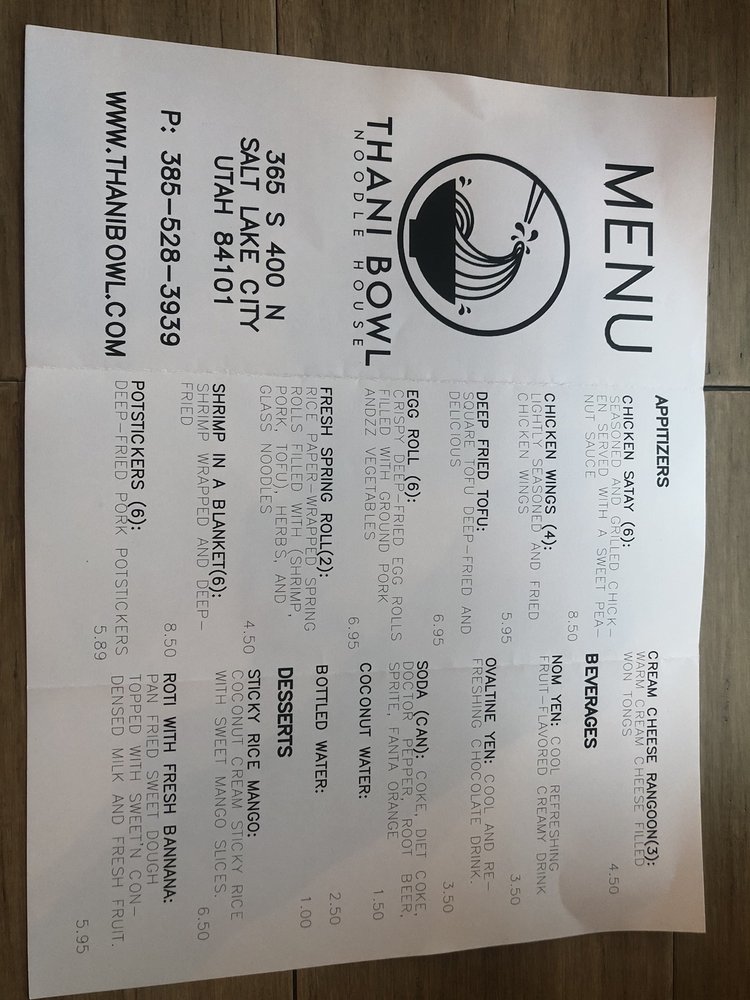 MENU
THANI BOWL
NOODLE HOUSE
365 S 400 N
SALT LAKE CITY
UTAH 84101
P: 385-528-3939
WWW.THANIBOWL.COM
APPITIZERS
CHICKEN SATAY (6):
SEASONED AND GRILLED CHICK-
EN SERVED WITH A SWEET PEA-
NUT SAUCE
8.50
CHICKEN WINGS (4):
LIGHTLY SEASONED AND FRIED
CHICKEN WINGS
5.95
DEEP FRIED TOFU:
SQUARE TOFU DEEP-FRIED AND
DELICIOUS
6.95
EGG ROLL (6):
CRISPY DEEP-FRIED EGG ROLLS
FILLED WITH GROUND PORK
ANDZZ VEGETABLES
6.95
FRESH SPRING ROLL(2):
RICE PAPER-WRAPPED SPRING
ROLLS FILLED WITH (SHRIMP,
PORK, TOFU), HERBS, AND
GLASS NOODLES
4.50
SHRIMP IN A BLANKET(6):
SHRIMP WRAPPED AND DEEP-
FRIED
8.50
POTSTICKERS (6):
DEEP-FRIED PORK POTSTICKERS
5.89
CREAM CHEESE RANGOON(3):
WARM CREAM CHEESE FILLED
WON TONGS
4.50
BEVERAGES
NOM YEN: COOL REFRESHING
FRUIT-FLAVORED CREAMY DRINK
3.50
OVALTINE YEN: COOL AND RE-
FRESHING CHOCOLATE DRINK.
3.50
SODA (CAN): COKE, DIET COKE,
DOCTOR PEPPER, ROOT BEER,
SPRITE, FANTA ORANGE
1.50
COCONUT WATER:
2.50
BOTTLED WATER:
1.00
DESSERTS
STICKY RICE MANGO:
COCONUT CREAM STICKY RICE
WITH SWEET MANGO SLICES.
6.50
ROTI WITH FRESH BANNANA:
PAN FRIED SWEET DOUGH
TOPPED WITH SWEET'N CON-
DENSED MILK AND FRESH FRUIT.
5.95